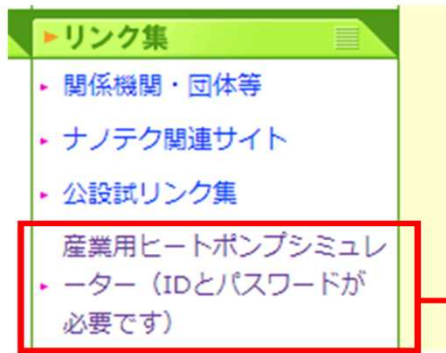 リンク集
関係機関・団体等
ナノテク関連サイト
公設試リンク集
産業用ヒートポンプシミュレ
ーター（IDとパスワードが
必要です）